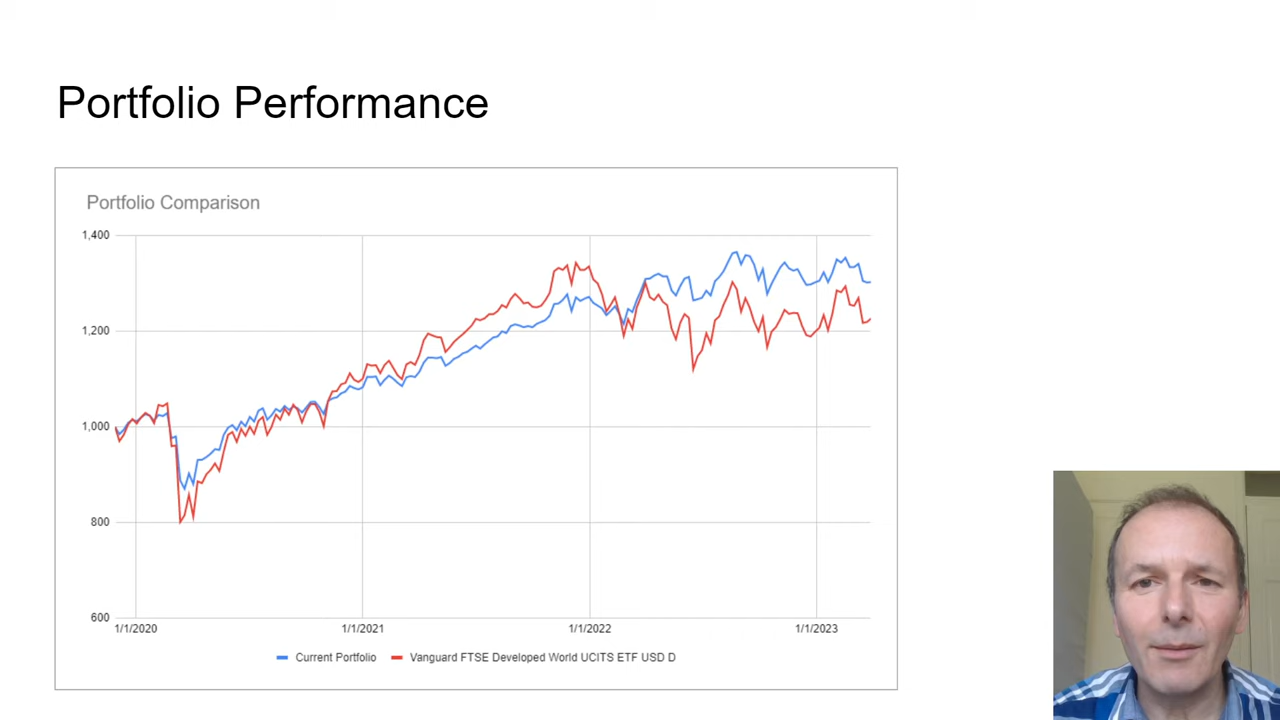 Portfolio Performance
Portfolio Comparison
1,400
1,200
1,000
800
600
1/1/2020 1/1/2021 1/1/2022 1/1/2023
Current Portfolio Vanguard FTSE Developed World UCITS ETF USD D